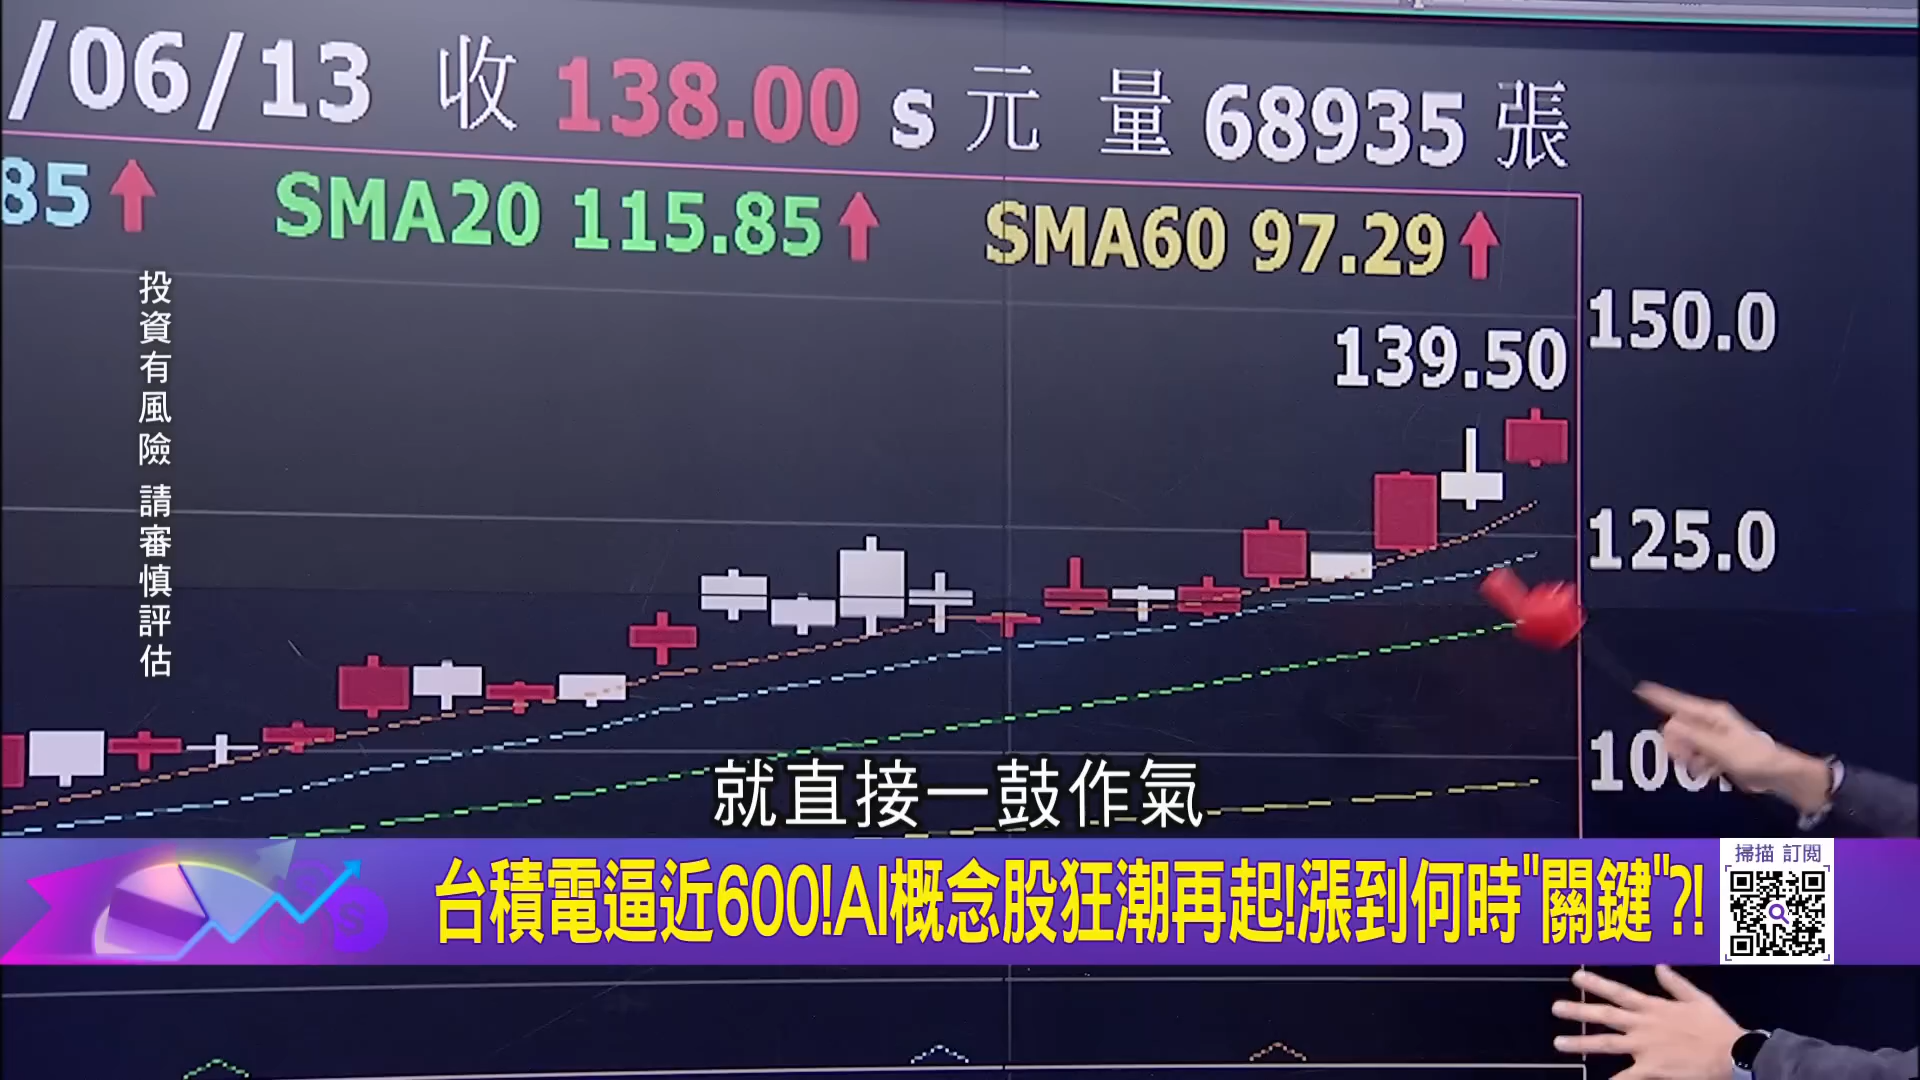 /06/13 收 138.00 s 元 量 68935 張
85↑ SMA20 115.85↑ SMA60 97.29↑
150.0
139.50
125.0
投資有風險 請審慎評估
就直接一鼓作氣
台積電逼近600!AI概念股狂潮再起!漲到何時"關鍵"?!
掃描 訂閱